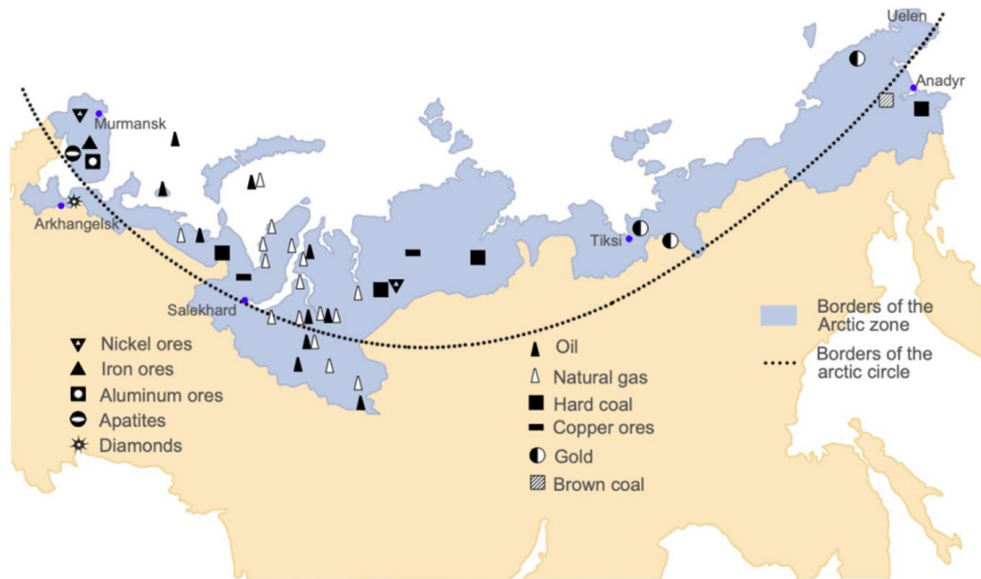 Uelen
Anadyr
Murmansk
Arkhangelsk
Tiksi
Salekhard
Nickel ores
Iron ores
Aluminum ores
Apatites
Diamonds
Oil
Natural gas
Hard coal
Copper ores
Gold
Brown coal
Borders of the
Arctic zone
Borders of the
arctic circle